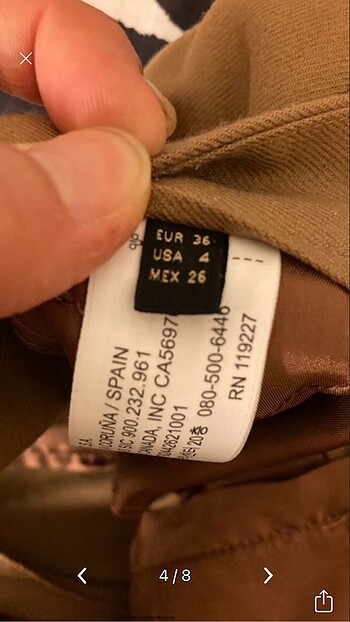 EUR 36
USA 4
MEX 26
CORUÑA / SPAIN
900.232.961
INC CA5697
080-500-6446
RN 119227
4/8